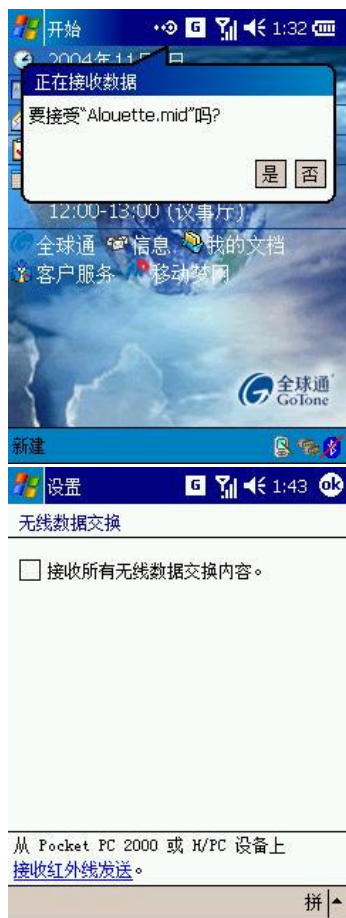 开始 G 1:32
2004年11
正在接收数据
要接受“Alouette.mid”吗?
是 否
12:00-13:00 (议事厅)
全球通 信息 我的文档
客户服务 移动梦网
全球通
GoTone
新建
设置 G 1:43 ok
无线数据交换
接收所有无线数据交换内容。
从 Pocket PC 2000 或 H/PC 设备上
接收红外线发送。
拼